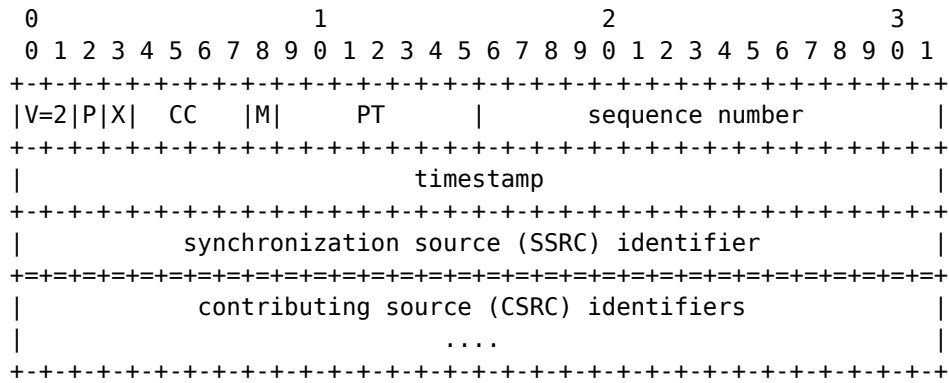 0                   1                   2                   3
 0 1 2 3 4 5 6 7 8 9 0 1 2 3 4 5 6 7 8 9 0 1 2 3 4 5 6 7 8 9 0 1
+-+-+-+-+-+-+-+-+-+-+-+-+-+-+-+-+-+-+-+-+-+-+-+-+-+-+-+-+-+-+-+-+
|V=2|P|X|  CC   |M|     PT      |       sequence number         |
+-+-+-+-+-+-+-+-+-+-+-+-+-+-+-+-+-+-+-+-+-+-+-+-+-+-+-+-+-+-+-+-+
|                           timestamp                           |
+-+-+-+-+-+-+-+-+-+-+-+-+-+-+-+-+-+-+-+-+-+-+-+-+-+-+-+-+-+-+-+-+
|           synchronization source (SSRC) identifier            |
+=+=+=+=+=+=+=+=+=+=+=+=+=+=+=+=+=+=+=+=+=+=+=+=+=+=+=+=+=+=+=+=+
|            contributing source (CSRC) identifiers             |
|                             ....                              |
+-+-+-+-+-+-+-+-+-+-+-+-+-+-+-+-+-+-+-+-+-+-+-+-+-+-+-+-+-+-+-+-+